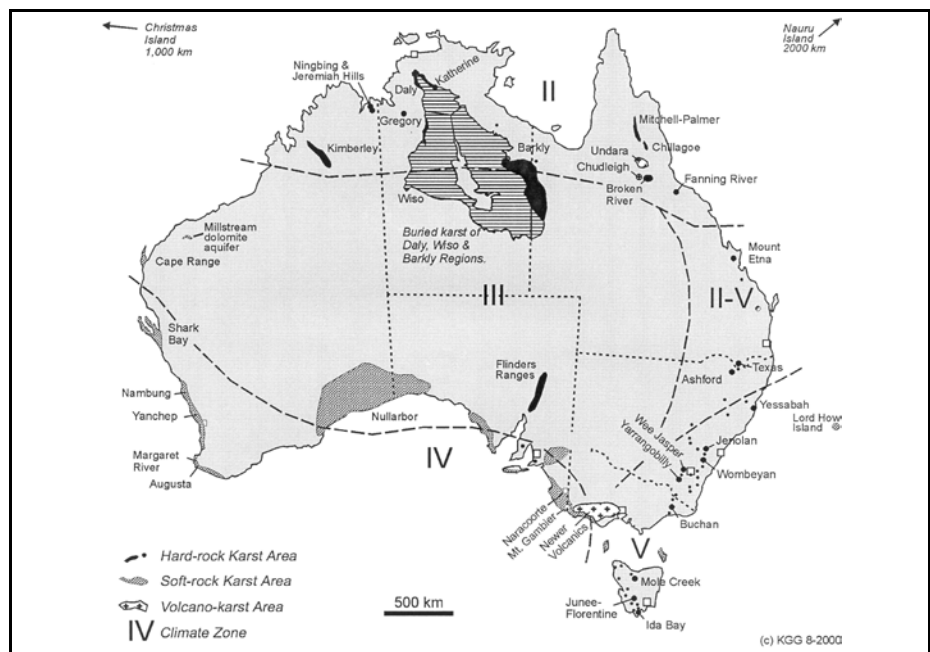 Christmas
Island
1,000 km
Nauru
Island
2000 km
Ningbing &
Jeremiah Hills
Katherine
Daly
II
Gregory
Mitchell-Palmer
Kimberley
Barkly
Chillagoe
Undara
Chudleigh
Fanning River
Broken
River
Wiso
Millstream
dolomite
aquifer
Buried karst of
Daly, Wiso &
Barkly Regions.
Mount
Etna
Cape Range
III
II-V
Shark
Bay
Flinders
Ranges
Texas
Ashford
Nambung
Yanchep
Nullarbor
Yessabah
Lord How
Island
Wee Jasper
Yarrangobilly
Jenolan
Margaret
River
Augusta
IV
Wombeyan
Naracoorte
Mt. Gambier
Newer
Volcanics
Buchan
V
Hard-rock Karst Area
Soft-rock Karst Area
Volcano-karst Area
IV Climate Zone
500 km
Mole Creek
Junee-
Florentine
Ida Bay
(c) KGG 8-2000